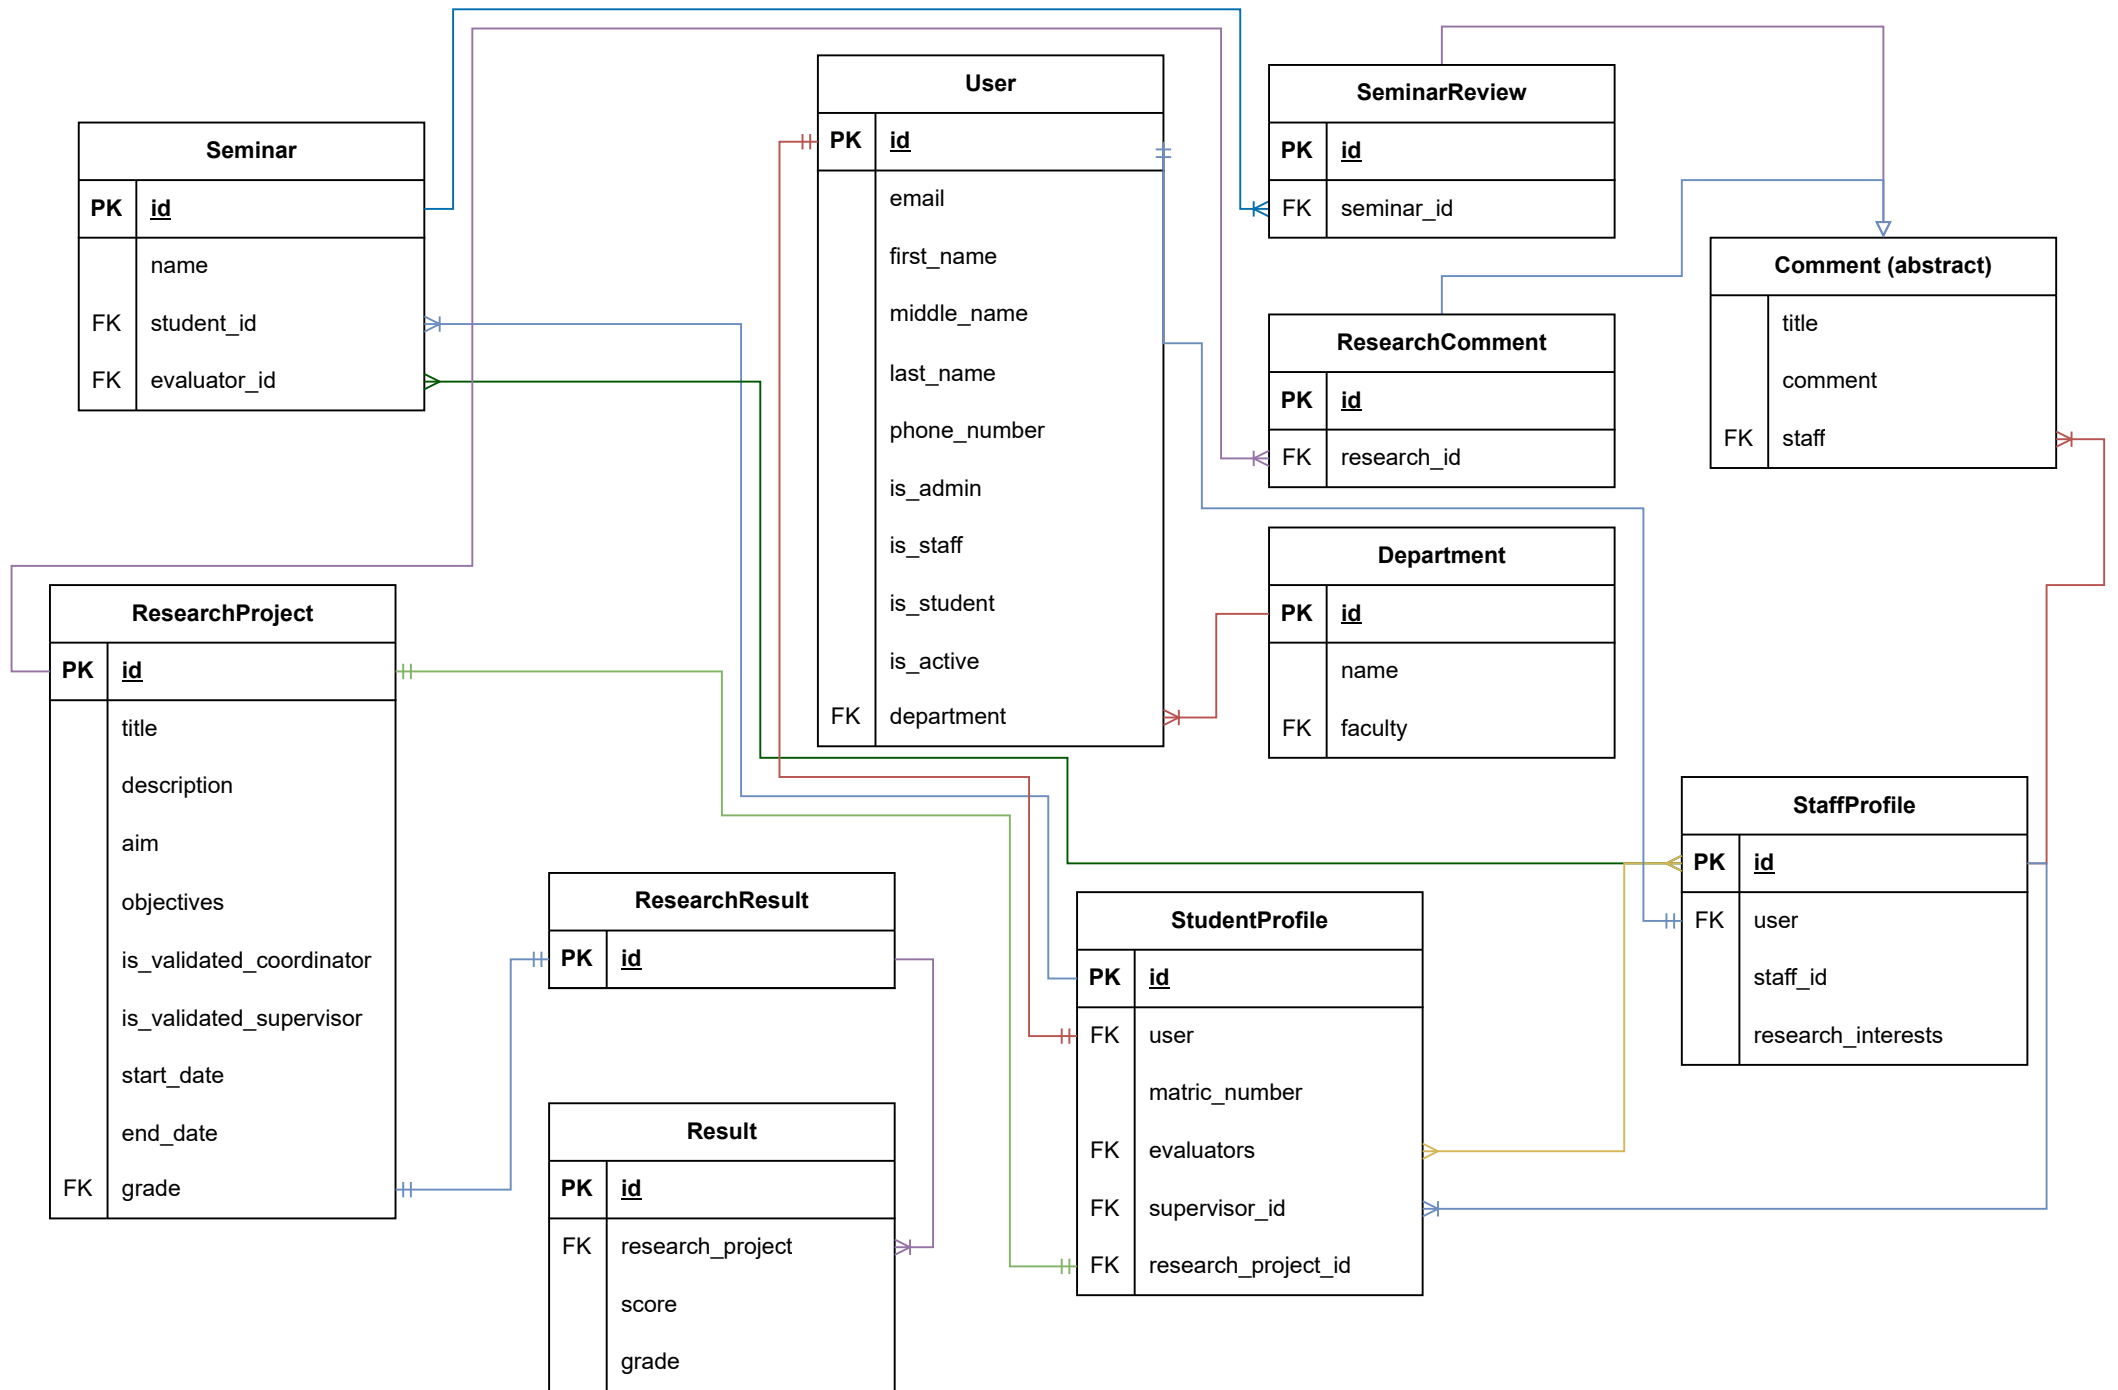 User
PK id
email
first_name
middle_name
last_name
phone_number
is_admin
is_staff
is_student
is_active
FK department
SeminarReview
PK id
FK seminar_id
Seminar
PK id
name
FK student_id
FK evaluator_id
Comment (abstract)
title
comment
FK staff
ResearchComment
PK id
FK research_id
Department
PK id
name
FK faculty
ResearchProject
PK id
title
description
aim
objectives
is_validated_coordinator
is_validated_supervisor
start_date
end_date
FK grade
StaffProfile
PK id
FK user
staff_id
research_interests
ResearchResult
PK id
StudentProfile
PK id
FK user
matric_number
FK evaluators
FK supervisor_id
FK research_project_id
Result
PK id
FK research_project
score
grade